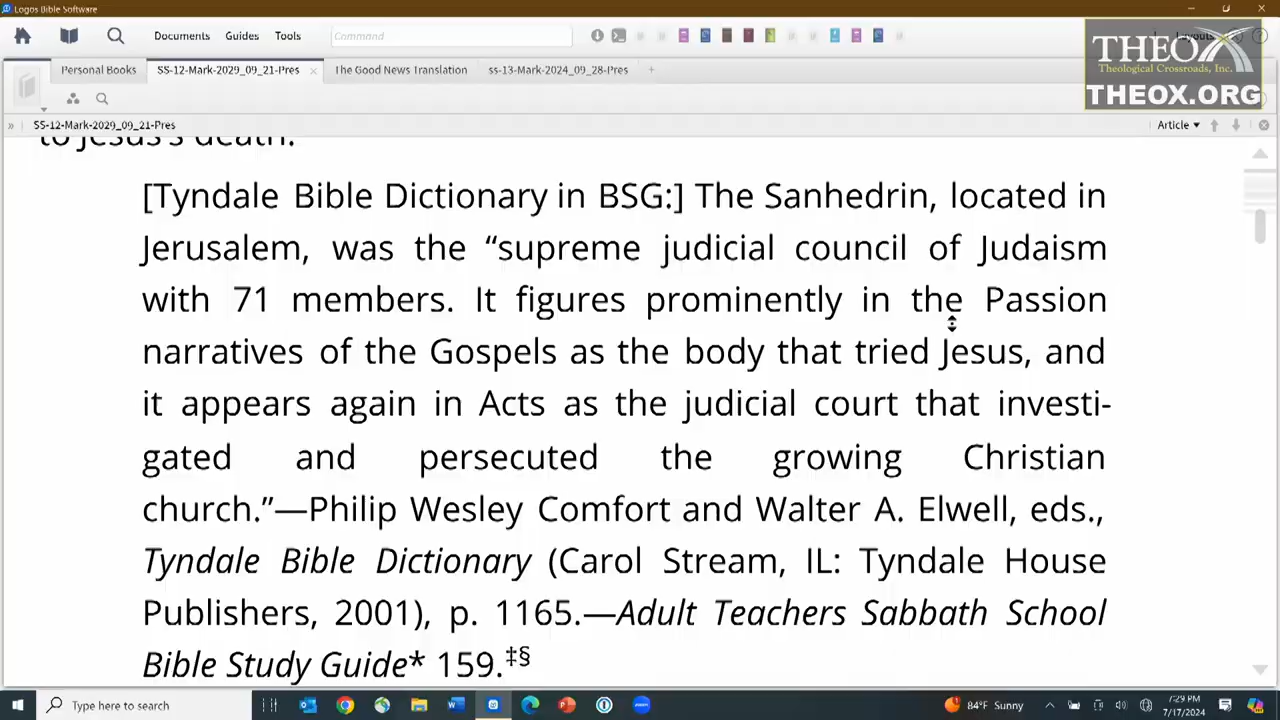 Logos Bible Software
Documents Guides Tools Command
THEOX
Theological Crossroads, Inc.
THEOX.ORG
Personal Books SS-12-Mark-2029_09_21-Pres The Good News ss-13-Mark-2024_09_28-Pres
SS-12-Mark-2029_09_21-Pres Article
to Jesus's death.
[Tyndale Bible Dictionary in BSG:] The Sanhedrin, located in
Jerusalem, was the “supreme judicial council of Judaism
with 71 members. It figures prominently in the Passion
narratives of the Gospels as the body that tried Jesus, and
it appears again in Acts as the judicial court that investi-
gated and persecuted the growing Christian
church.”—Philip Wesley Comfort and Walter A. Elwell, eds.,
Tyndale Bible Dictionary (Carol Stream, IL: Tyndale House
Publishers, 2001), p. 1165.—Adult Teachers Sabbath School
Bible Study Guide* 159.‡§
Type here to search 84°F Sunny 7:29 PM
7/17/2024